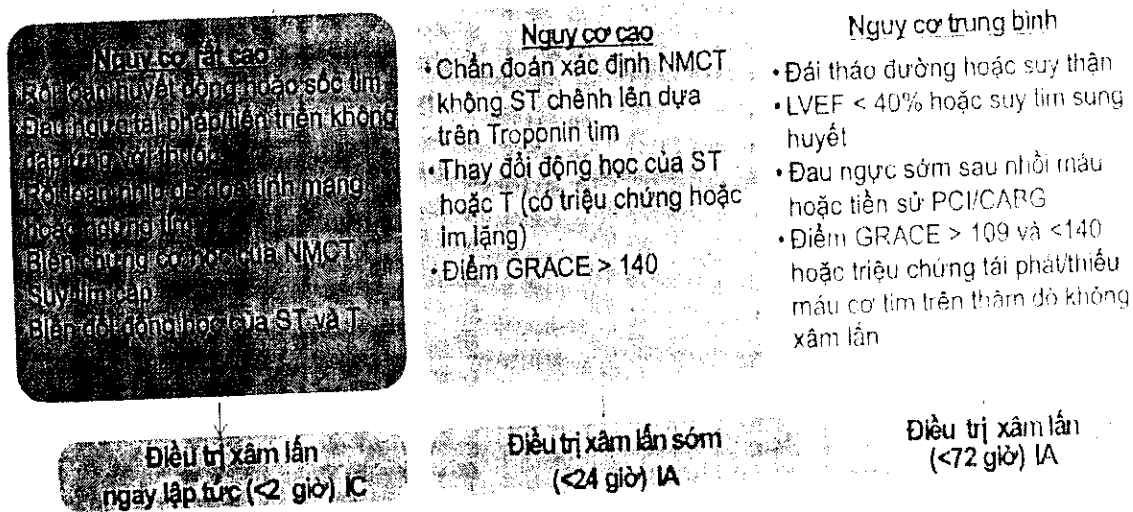 Nguy cơ rất cao
Rối loạn huyết động hoặc sốc tim
Đau ngực tái phát/tiến triển không
đáp ứng với thuốc
Rối loạn nhịp đe dọa tính mạng
hoặc ngừng tim
Biến chứng cơ học của NMCT
Suy tim cấp
Biến đổi động học của ST và T
Điều trị xâm lấn
ngay lập tức (<2 giờ) IC
Nguy cơ cao
• Chẩn đoán xác định NMCT
không ST chênh lên dựa
trên Troponin tim
• Thay đổi động học của ST
hoặc T (có triệu chứng hoặc
im lặng)
• Điểm GRACE > 140
Điều trị xâm lấn sớm
(<24 giờ) IA
Nguy cơ trung bình
• Đái tháo đường hoặc suy thận
• LVEF < 40% hoặc suy tim sung
huyết
• Đau ngực sớm sau nhồi máu
hoặc tiền sử PCI/CARG
• Điểm GRACE > 109 và <140
hoặc triệu chứng tái phát/thiếu
máu cơ tim trên thăm dò không
xâm lấn
Điều trị xâm lấn
(<72 giờ) IA